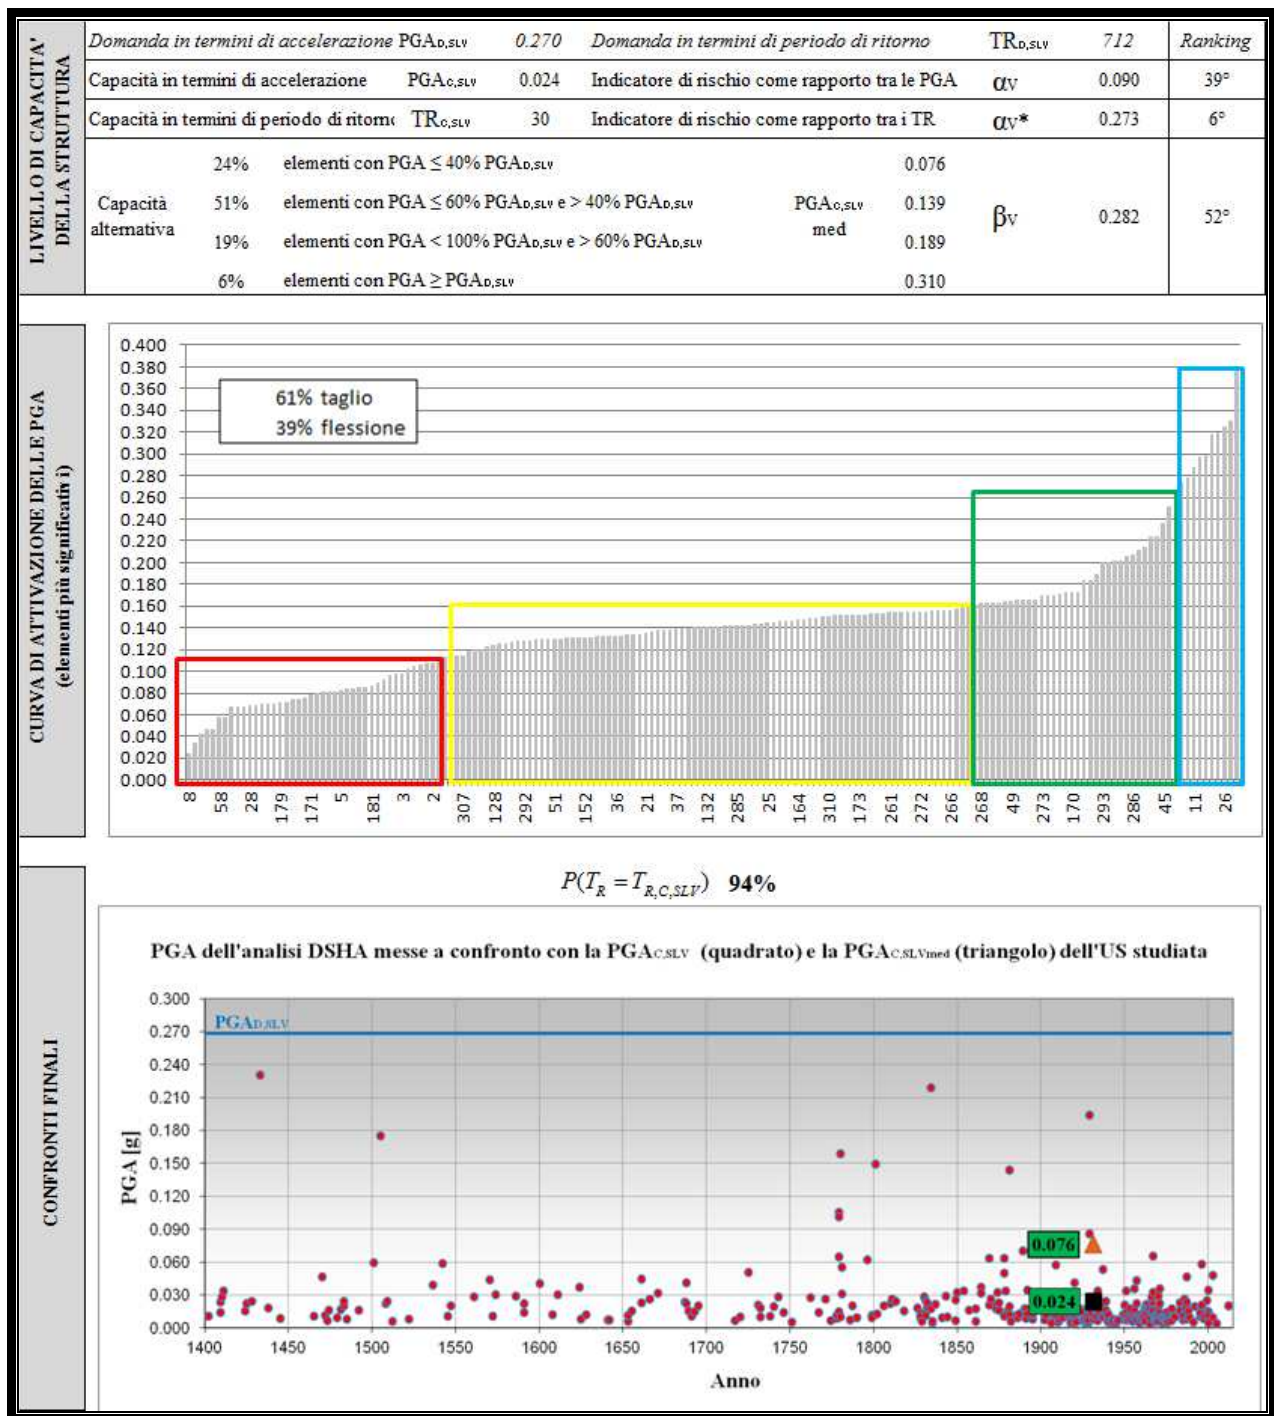 LIVELLO DI CAPACITA' DELLA STRUTTURA
Domanda in termini di accelerazione PGAD,SLV 0.270 Domanda in termini di periodo di ritorno TRD,SLV 712 Ranking
Capacità in termini di accelerazione PGAC,SLV 0.024 Indicatore di rischio come rapporto tra le PGA αV 0.090 39°
Capacità in termini di periodo di ritorno TRC,SLV 30 Indicatore di rischio come rapporto tra i TR αV* 0.273 6°
Capacità alternativa
24% elementi con PGA ≤ 40% PGAD,SLV 0.076
51% elementi con PGA ≤ 60% PGAD,SLV e > 40% PGAD,SLV 0.139
19% elementi con PGA < 100% PGAD,SLV e > 60% PGAD,SLV 0.189
6% elementi con PGA ≥ PGAD,SLV 0.310
PGAC,SLV med
βV 0.282 52°
CURVA DI ATTIVAZIONE DELLE PGA
(elementi più significativi)
0.400
0.380
0.360
0.340
0.320
0.300
0.280
0.260
0.240
0.220
0.200
0.180
0.160
0.140
0.120
0.100
0.080
0.060
0.040
0.020
0.000
61% taglio
39% flessione
8 58 28 179 171 5 181 3 2 307 128 292 51 152 36 21 37 132 285 25 164 310 173 261 272 266 268 49 273 170 293 286 45 11 26
CONFRONTI FINALI
P(TR = TR,C,SLV) 94%
PGA dell'analisi DSHA messe a confronto con la PGAC,SLV (quadrato) e la PGAC,SLVmed (triangolo) dell'US studiata
PGA [g]
0.300
0.270
0.240
0.210
0.180
0.150
0.120
0.090
0.060
0.030
0.000
PGAD,SLV
0.076
0.024
1400 1450 1500 1550 1600 1650 1700 1750 1800 1850 1900 1950 2000
Anno